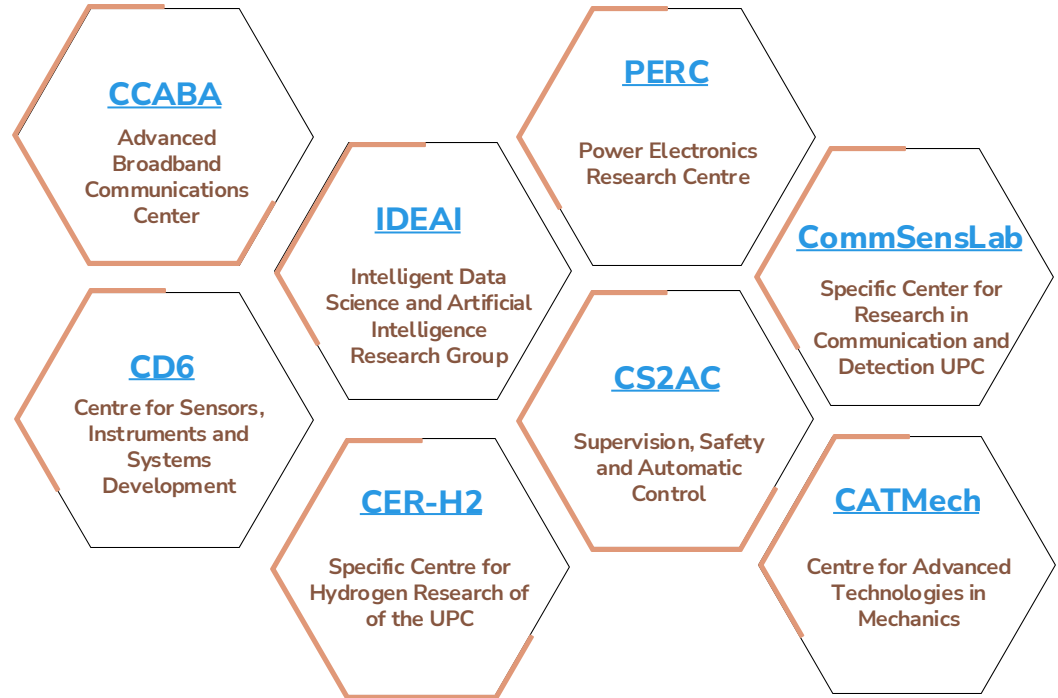 CCABA
Advanced
Broadband
Communications
Center
PERC
Power Electronics
Research Centre
IDEAI
Intelligent Data
Science and Artificial
Intelligence
Research Group
CommSensLab
Specific Center for
Research in
Communication and
Detection UPC
CD6
Centre for Sensors,
Instruments and
Systems
Development
CS2AC
Supervision, Safety
and Automatic
Control
CER-H2
Specific Centre for
Hydrogen Research of
of the UPC
CATMech
Centre for Advanced
Technologies in
Mechanics